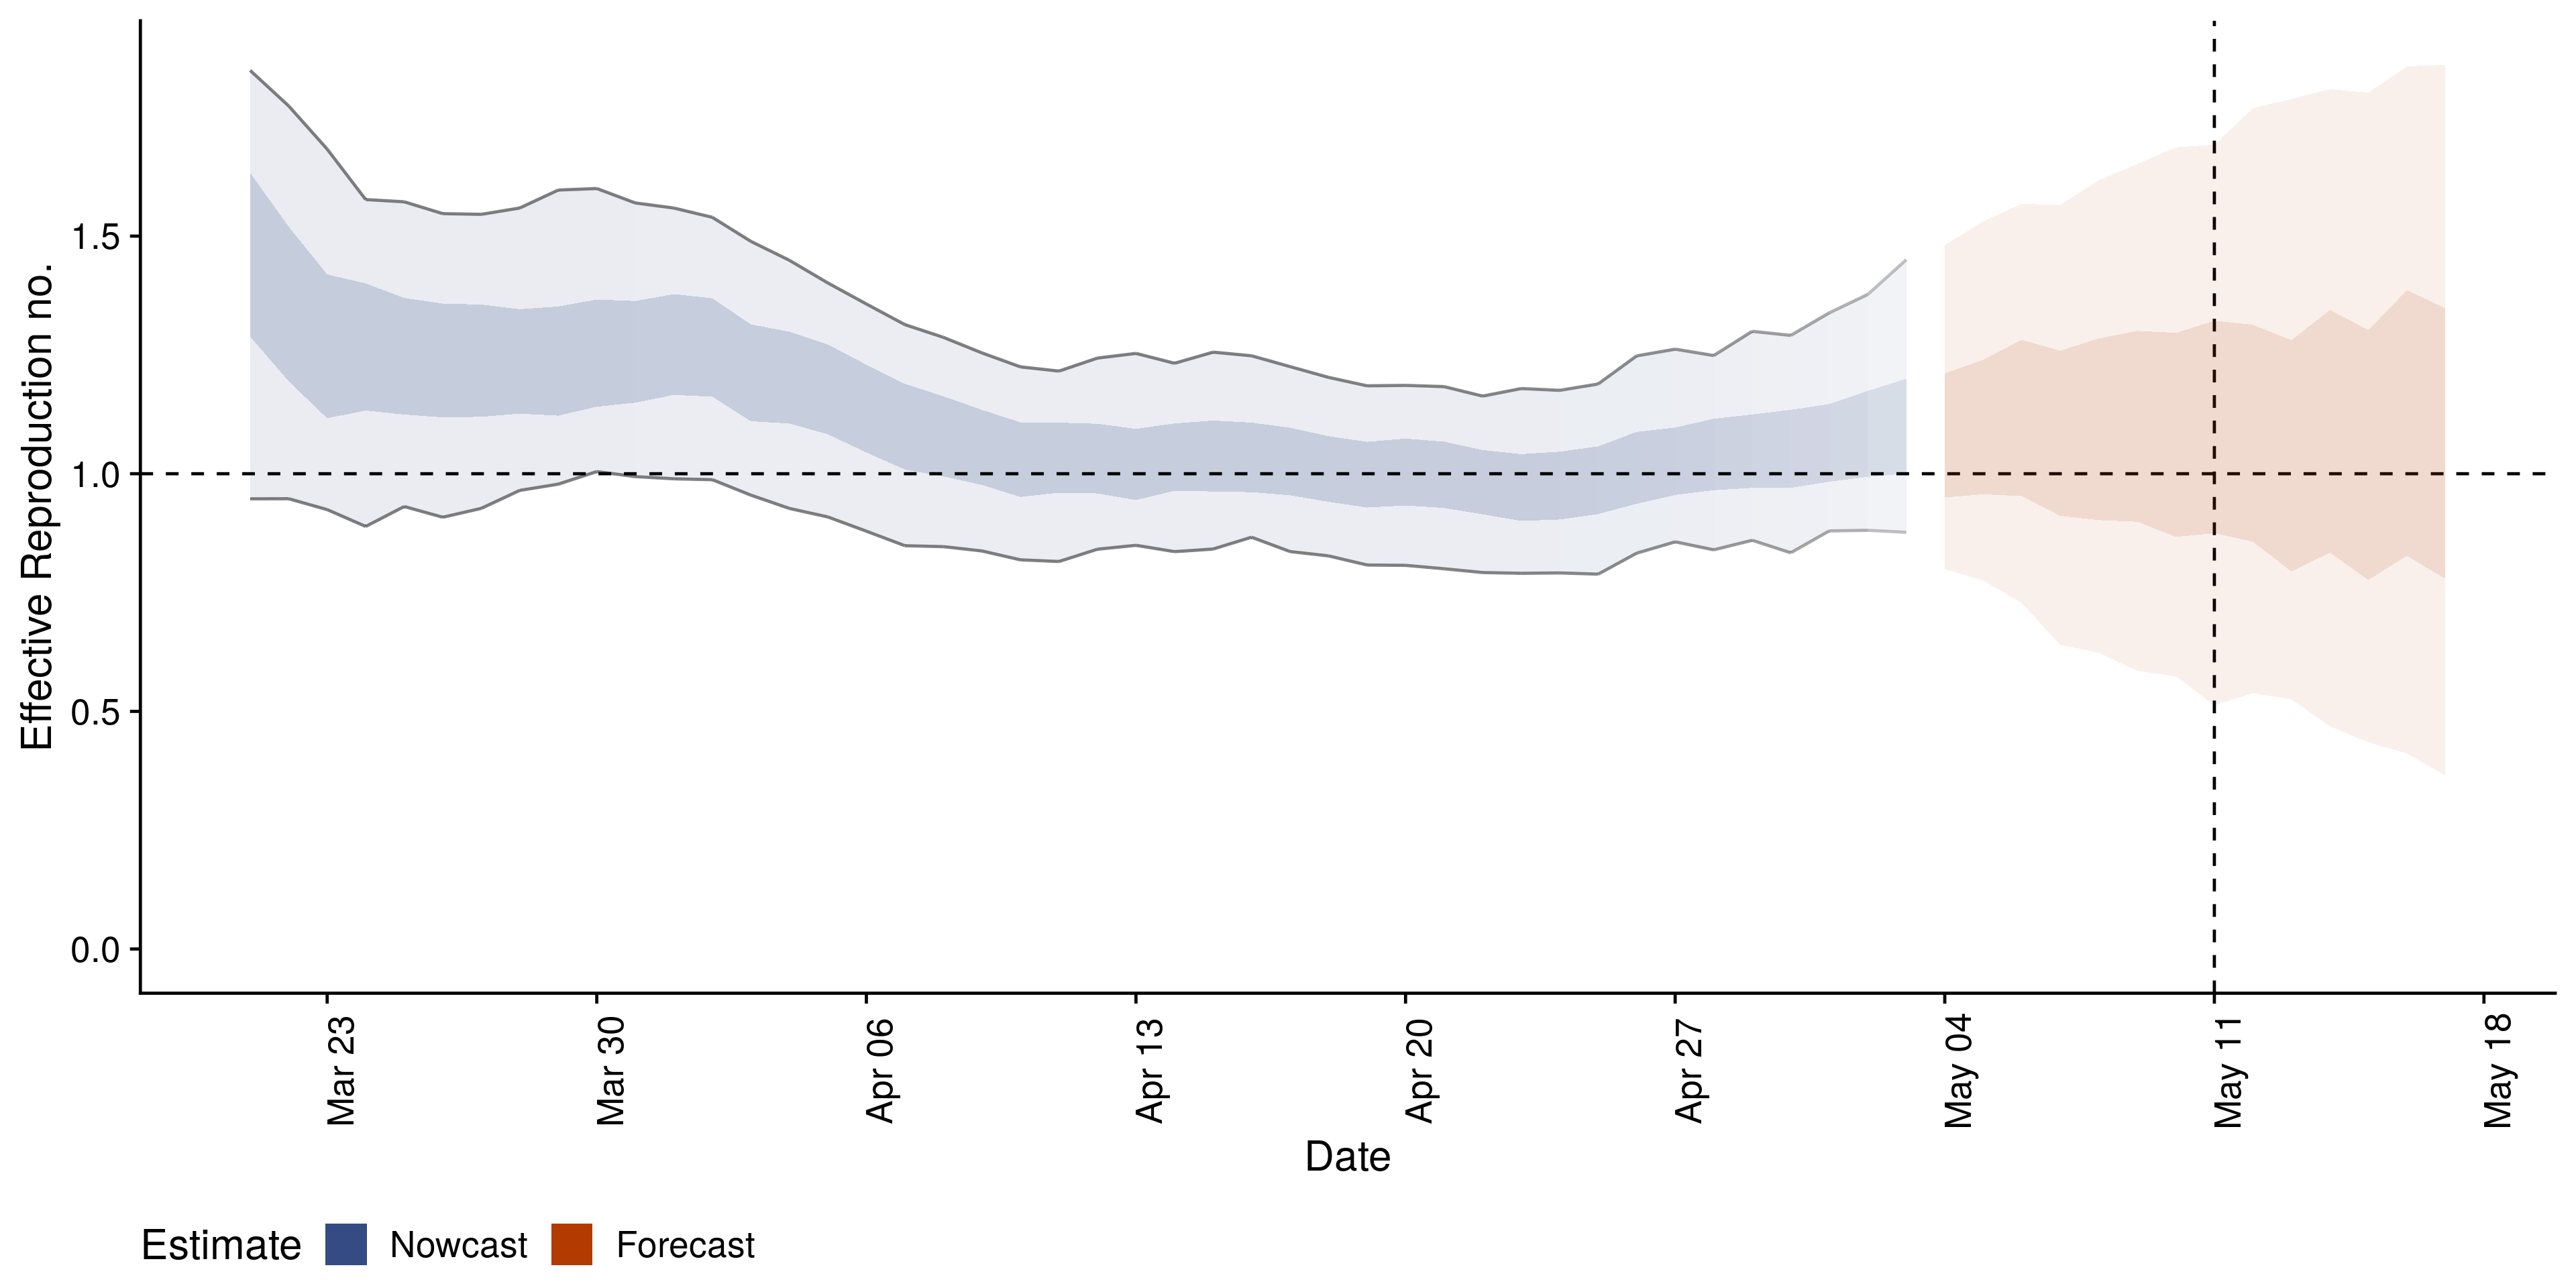 Effective Reproduction no.
1.5
1.0
0.5
0.0
Mar 23
Mar 30
Apr 06
Apr 13
Apr 20
Apr 27
May 04
May 11
May 18
Date
Estimate Nowcast Forecast